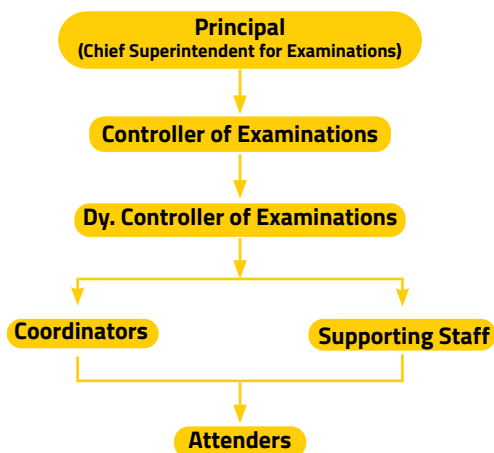 Principal
(Chief Superintendent for Examinations)
Controller of Examinations
Dy. Controller of Examinations
Coordinators
Supporting Staff
Attenders